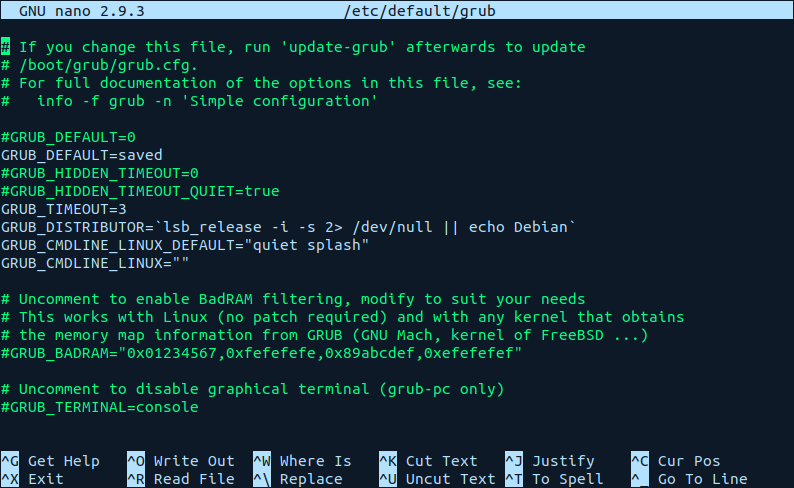 GNU nano 2.9.3 /etc/default/grub
# If you change this file, run 'update-grub' afterwards to update
# /boot/grub/grub.cfg.
# For full documentation of the options in this file, see:
#   info -f grub -n 'Simple configuration'
#GRUB_DEFAULT=0
GRUB_DEFAULT=saved
#GRUB_HIDDEN_TIMEOUT=0
#GRUB_HIDDEN_TIMEOUT_QUIET=true
GRUB_TIMEOUT=3
GRUB_DISTRIBUTOR=`lsb_release -i -s 2> /dev/null || echo Debian`
GRUB_CMDLINE_LINUX_DEFAULT="quiet splash"
GRUB_CMDLINE_LINUX=""
# Uncomment to enable BadRAM filtering, modify to suit your needs
# This works with Linux (no patch required) and with any kernel that obtains
# the memory map information from GRUB (GNU Mach, kernel of FreeBSD ...)
#GRUB_BADRAM="0x01234567,0xfefefefe,0x89abcdef,0xefefefef"
# Uncomment to disable graphical terminal (grub-pc only)
#GRUB_TERMINAL=console
^G Get Help ^O Write Out ^W Where Is ^K Cut Text ^J Justify ^C Cur Pos
^X Exit ^R Read File ^\ Replace ^U Uncut Text ^T To Spell ^_ Go To Line